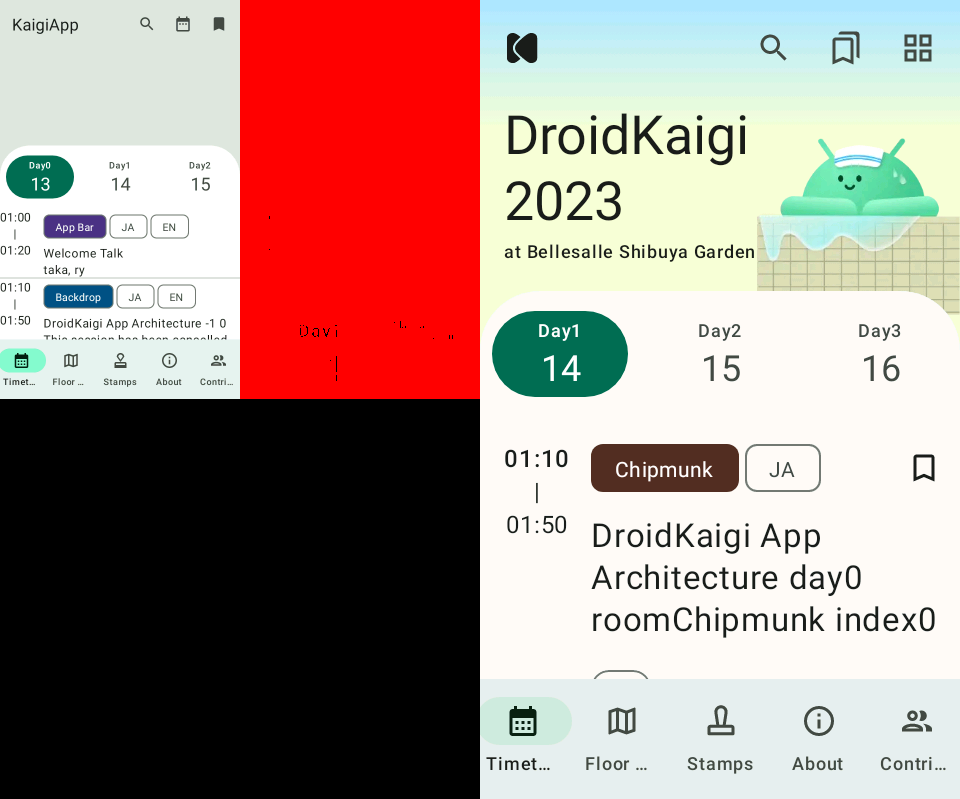 KaigiApp
Day0 Day1 Day2
13 14 15
01:00
|
01:20
App Bar JA EN
Welcome Talk
taka, ry
01:10
|
01:50
Backdrop JA EN
DroidKaigi App Architecture -1 0
This session has been cancelled
Timet... Floor ... Stamps About Contri...
DroidKaigi
2023
at Bellesalle Shibuya Garden
Day1 Day2 Day3
14 15 16
01:10
|
01:50
Chipmunk JA
DroidKaigi App
Architecture day0
roomChipmunk index0
Timet... Floor ... Stamps About Contri...